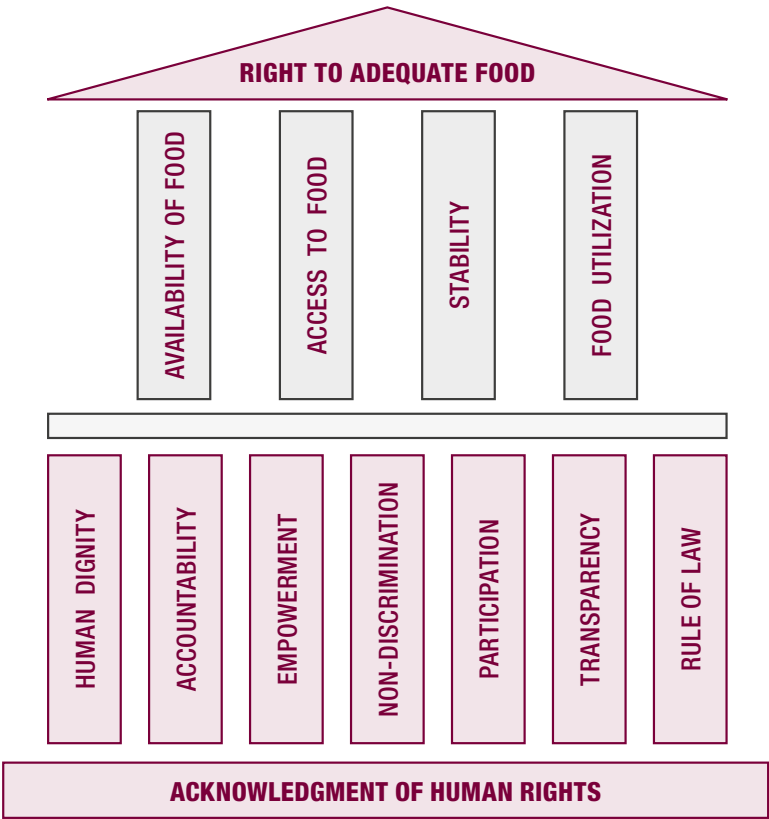 RIGHT TO ADEQUATE FOOD
AVAILABILITY OF FOOD
ACCESS TO FOOD
STABILITY
FOOD UTILIZATION
HUMAN DIGNITY
ACCOUNTABILITY
EMPOWERMENT
NON-DISCRIMINATION
PARTICIPATION
TRANSPARENCY
RULE OF LAW
ACKNOWLEDGMENT OF HUMAN RIGHTS